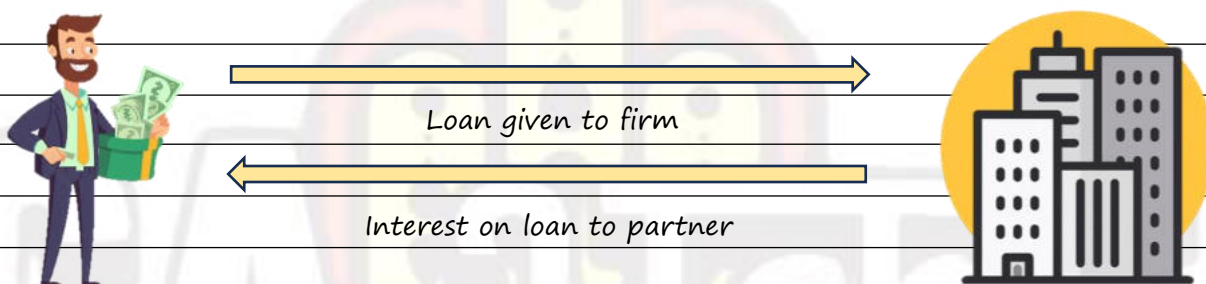 Loan given to firm
Interest on loan to partner